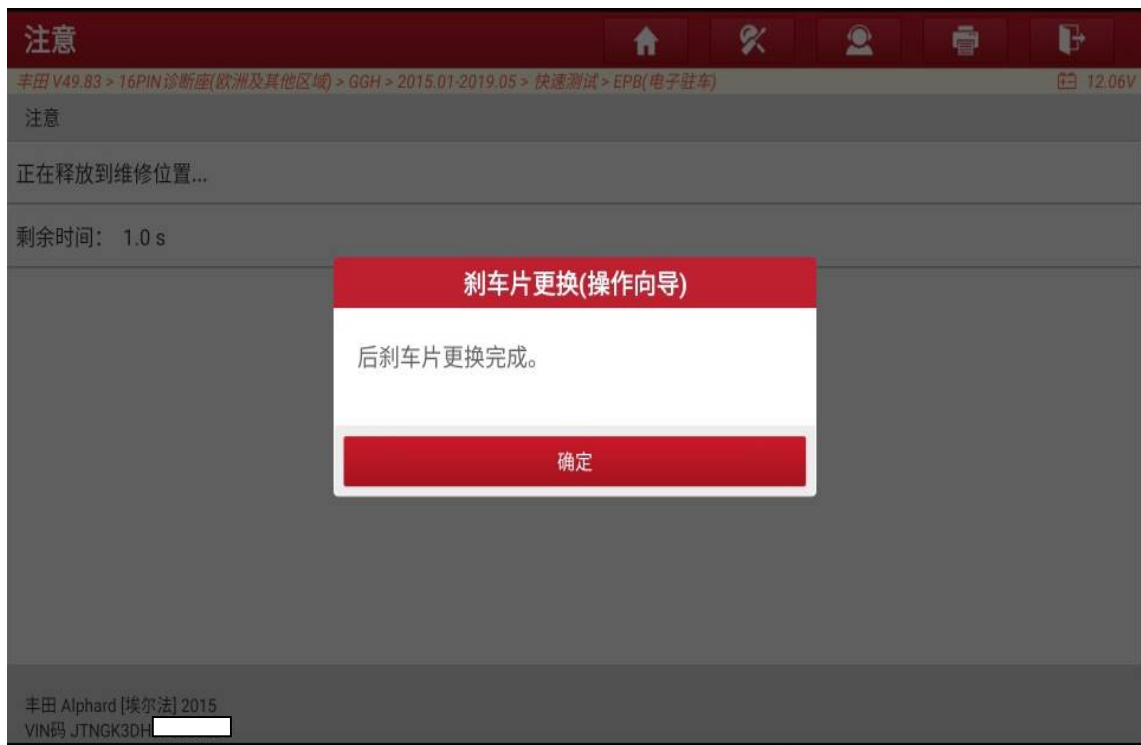 注意
丰田 V49.83 > 16PIN诊断座(欧洲及其他区域) > GGH > 2015.01-2019.05 > 快速测试 > EPB(电子驻车)
12.06V
注意
正在释放到维修位置...
剩余时间： 1.0 s
刹车片更换(操作向导)
后刹车片更换完成。
确定
丰田 Alphard [埃尔法] 2015
VIN码 JTNGK3DH